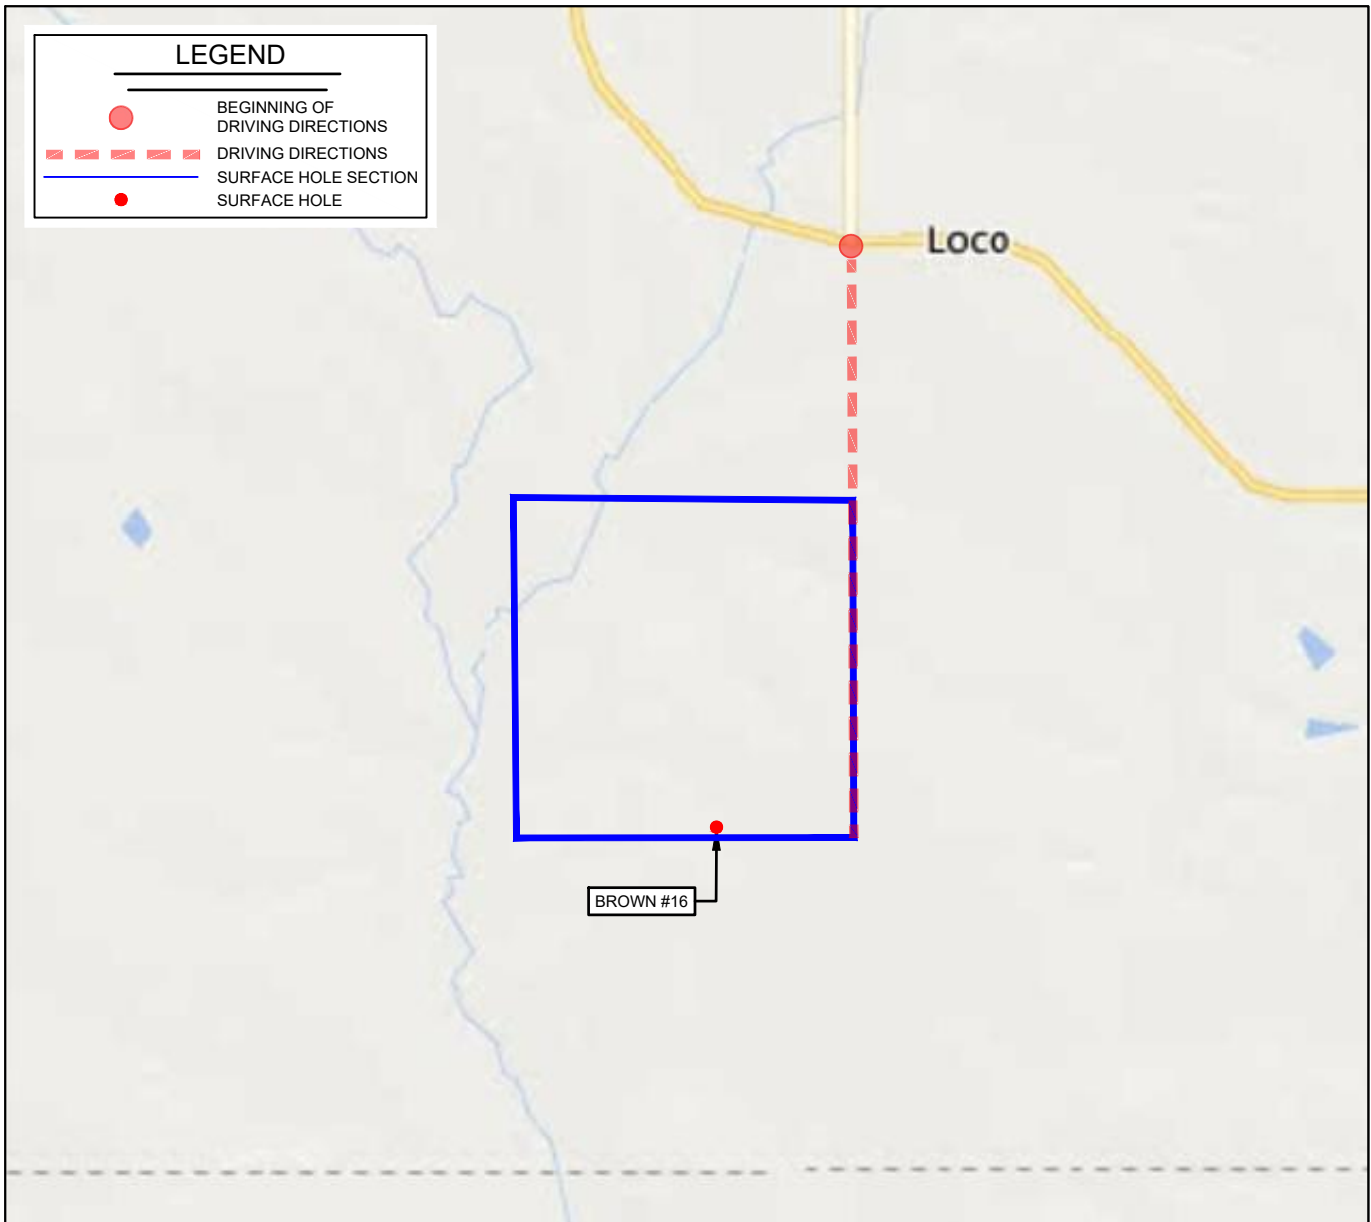 LEGEND
BEGINNING OF
DRIVING DIRECTIONS
DRIVING DIRECTIONS
SURFACE HOLE SECTION
SURFACE HOLE
Loco
BROWN #16